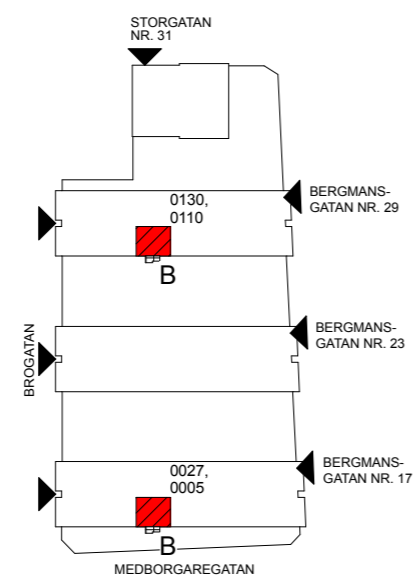 STORGATAN
NR. 31
0130,
0110
BERGMANS-
GATAN NR. 29
B
BROGATAN
BERGMANS-
GATAN NR. 23
0027,
0005
BERGMANS-
GATAN NR. 17
B
MEDBORGAREGATAN